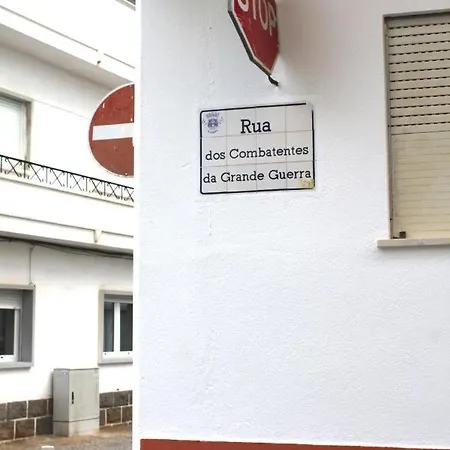 STOP
Rua
dos Combatentes
da Grande Guerra